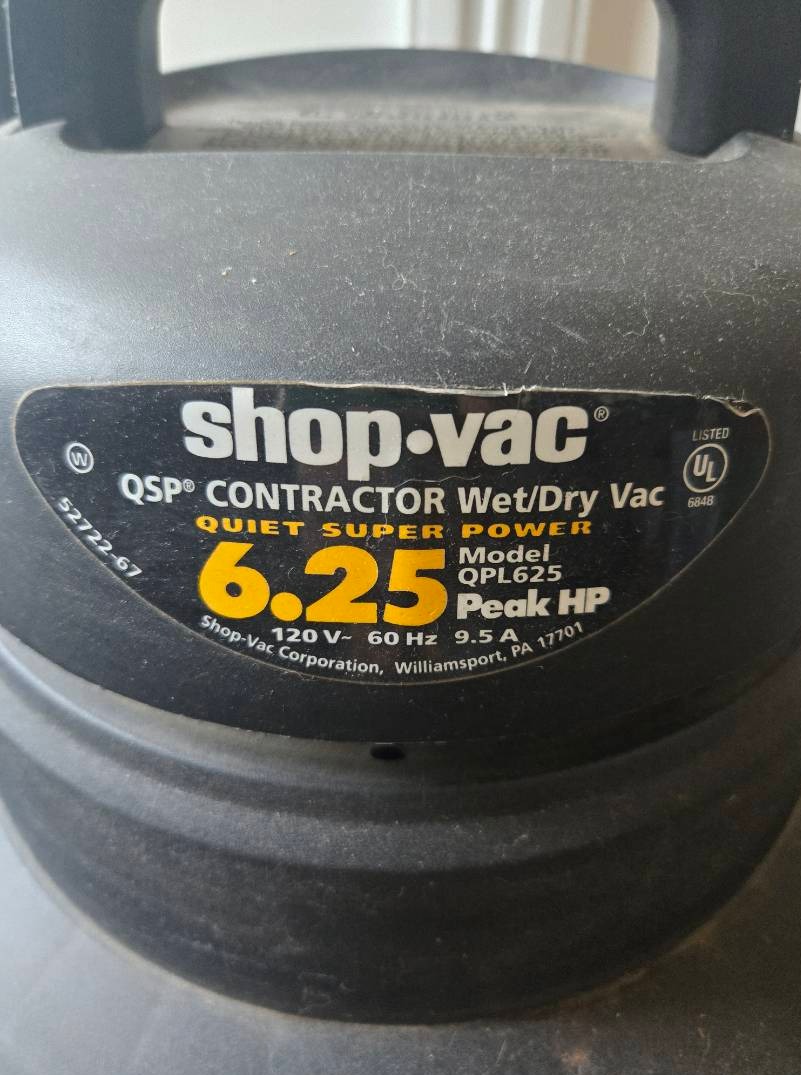 shop·vac®
LISTED
W
UL
QSP® CONTRACTOR Wet/Dry Vac
684B
52722-67
QUIET SUPER POWER
6.25
Model
QPL625
Peak HP
120 V~ 60 Hz 9.5 A
Shop-Vac Corporation, Williamsport, PA 17701